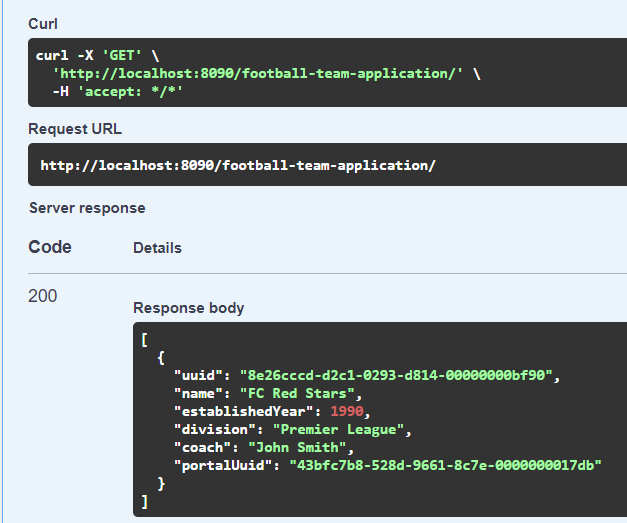 Curl
curl -X 'GET' \
'http://localhost:8090/football-team-application/' \
-H 'accept: */*'
Request URL
http://localhost:8090/football-team-application/
Server response
Code Details
200
Response body
[
{
"uuid": "8e26cccd-d2c1-0293-d814-00000000bf90",
"name": "FC Red Stars",
"establishedYear": 1990,
"division": "Premier League",
"coach": "John Smith",
"portalUuid": "43bfc7b8-528d-9661-8c7e-0000000017db"
}
]